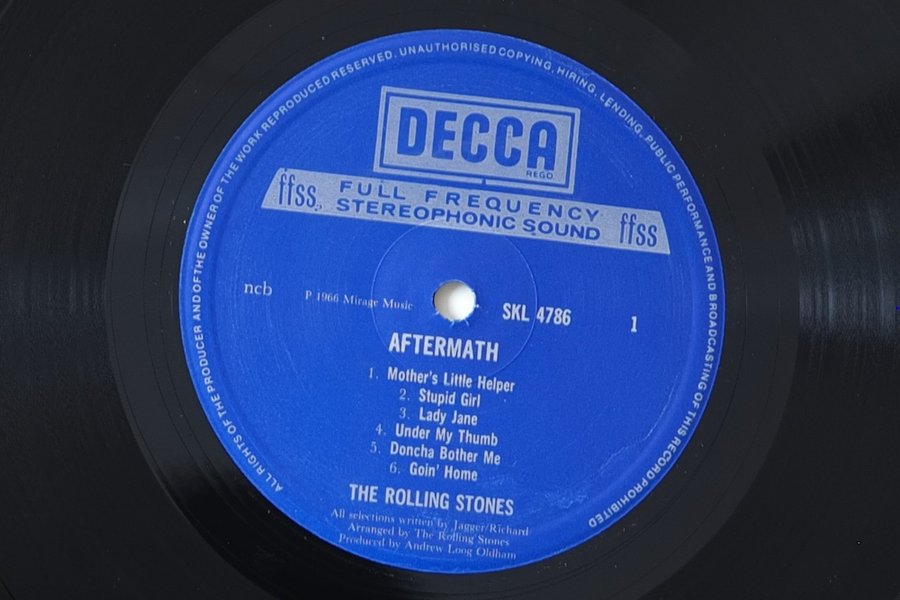 ALL RIGHTS OF THE PRODUCER AND OF THE OWNER OF THE WORK REPRODUCED RESERVED. UNAUTHORISED COPYING, HIRING, LENDING, PUBLIC PERFORMANCE AND BROADCASTING OF THIS RECORD PROHIBITED
DECCA
REGD
ffss FULL FREQUENCY ffss
STEREOPHONIC SOUND
ncb P 1966 Mirage Music SKL 4786 1
AFTERMATH
1. Mother's Little Helper
2. Stupid Girl
3. Lady Jane
4. Under My Thumb
5. Doncha Bother Me
6. Goin' Home
THE ROLLING STONES
All selections written by Jagger/Richard
Arranged by The Rolling Stones
Produced by Andrew Loog Oldham